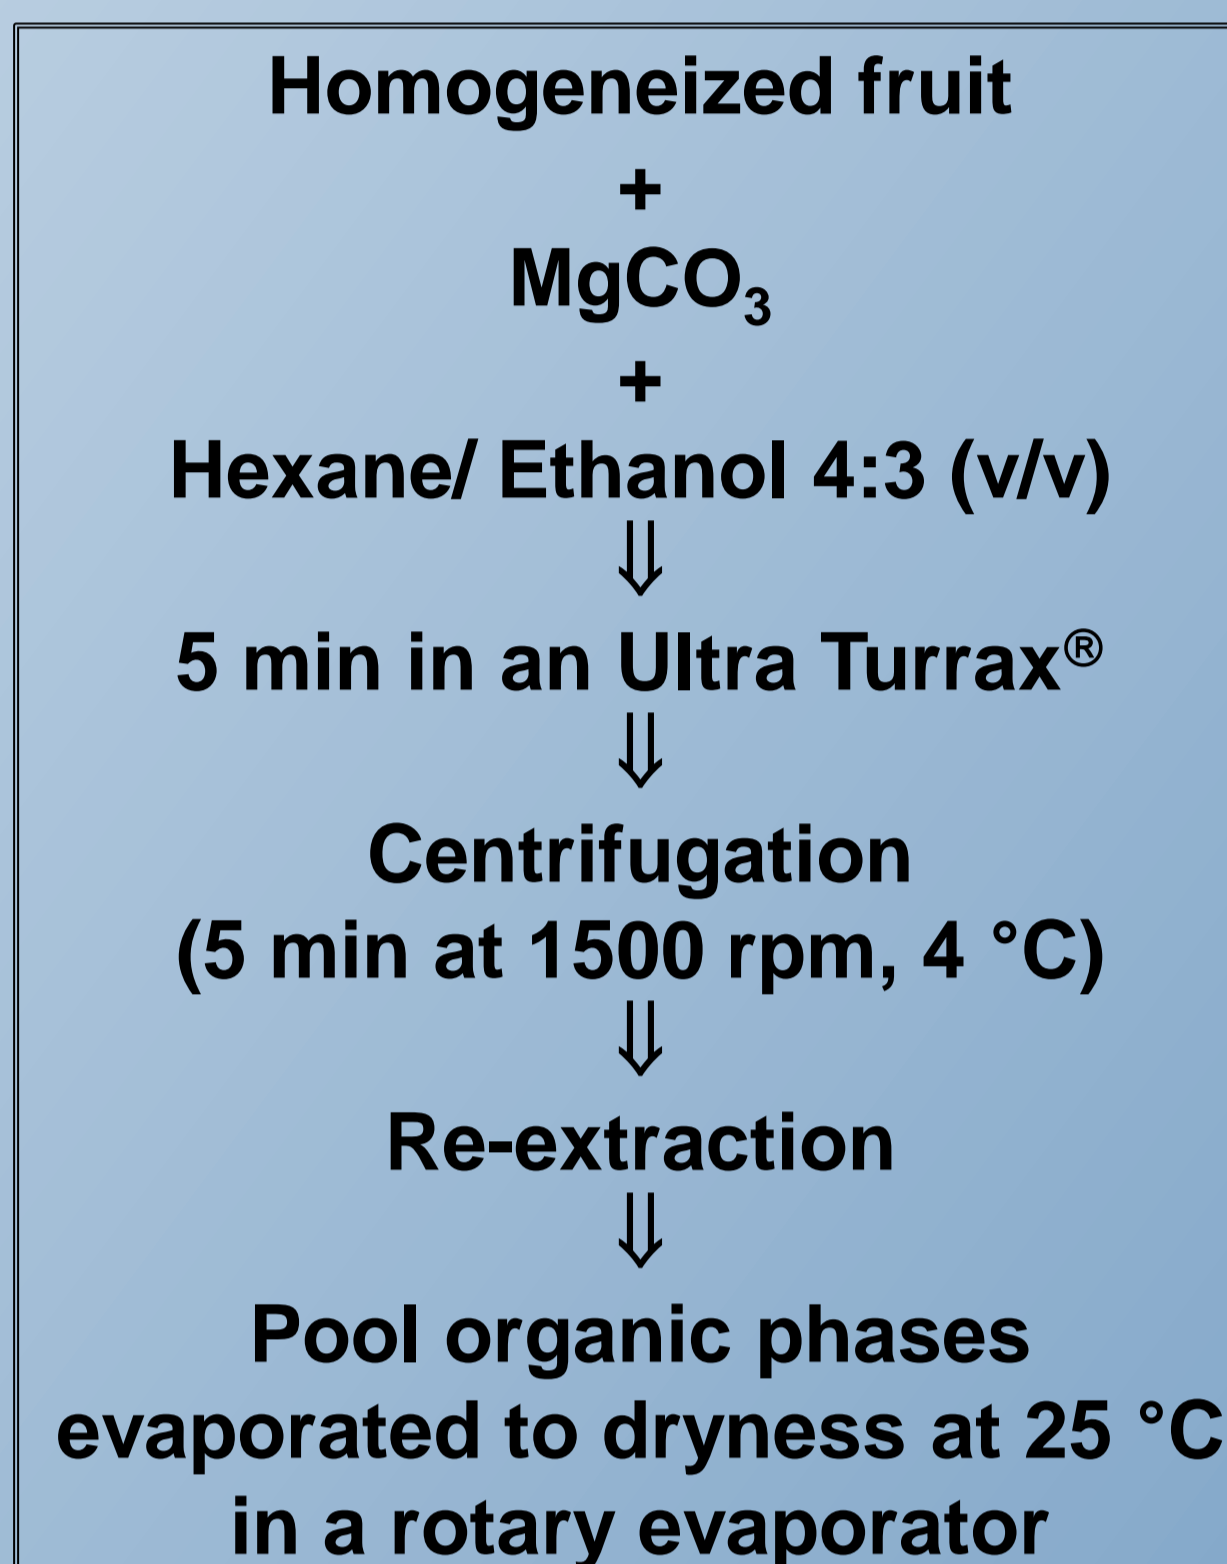 Homogeneized fruit
+
MgCO₃
+
Hexane/ Ethanol 4:3 (v/v)
⇓
5 min in an Ultra Turrax®
⇓
Centrifugation
(5 min at 1500 rpm, 4 °C)
⇓
Re-extraction
⇓
Pool organic phases
evaporated to dryness at 25 °C
in a rotary evaporator